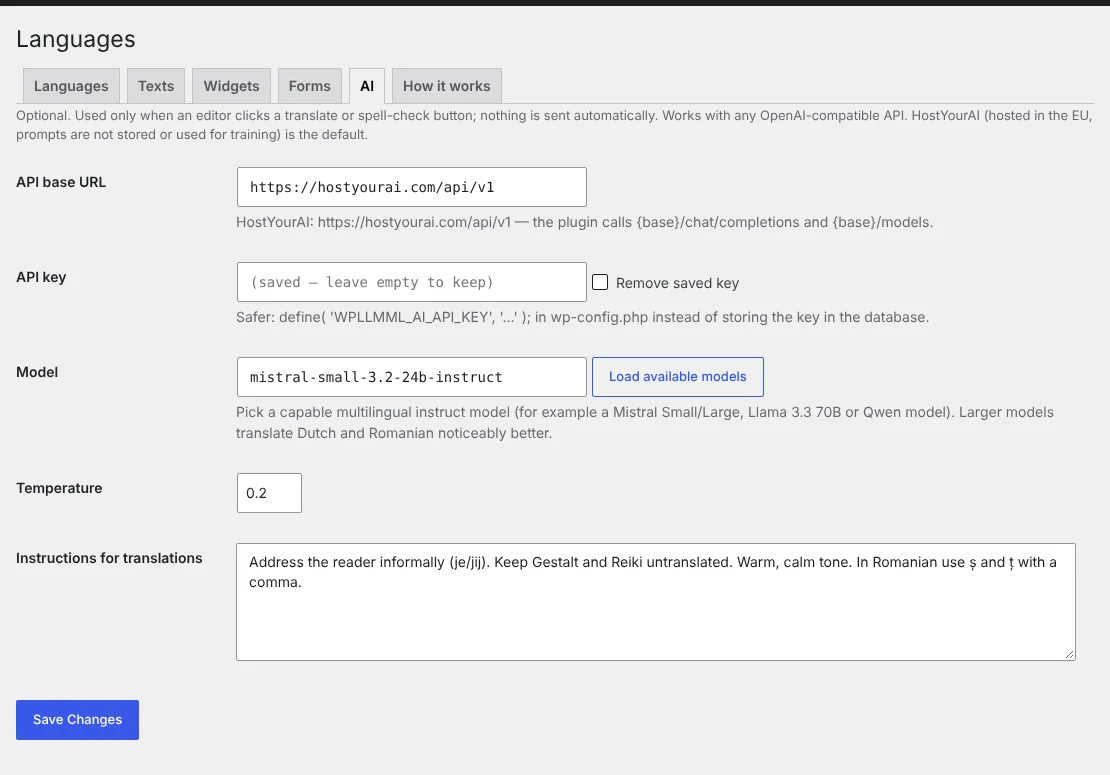 Languages
Languages
Texts
Widgets
Forms
AI
How it works
Optional. Used only when an editor clicks a translate or spell-check button; nothing is sent automatically. Works with any OpenAI-compatible API. HostYourAI (hosted in the EU,
prompts are not stored or used for training) is the default.
API base URL
https://hostyourai.com/api/v1
HostYourAI: https://hostyourai.com/api/v1 — the plugin calls {base}/chat/completions and {base}/models.
API key
(saved — leave empty to keep)
Remove saved key
Safer: define( 'WPLLMML_AI_API_KEY', '...' ); in wp-config.php instead of storing the key in the database.
Model
mistral-small-3.2-24b-instruct
Load available models
Pick a capable multilingual instruct model (for example a Mistral Small/Large, Llama 3.3 70B or Qwen model). Larger models
translate Dutch and Romanian noticeably better.
Temperature
0.2
Instructions for translations
Address the reader informally (je/jij). Keep Gestalt and Reiki untranslated. Warm, calm tone. In Romanian use ș and ț with a
comma.
Save Changes